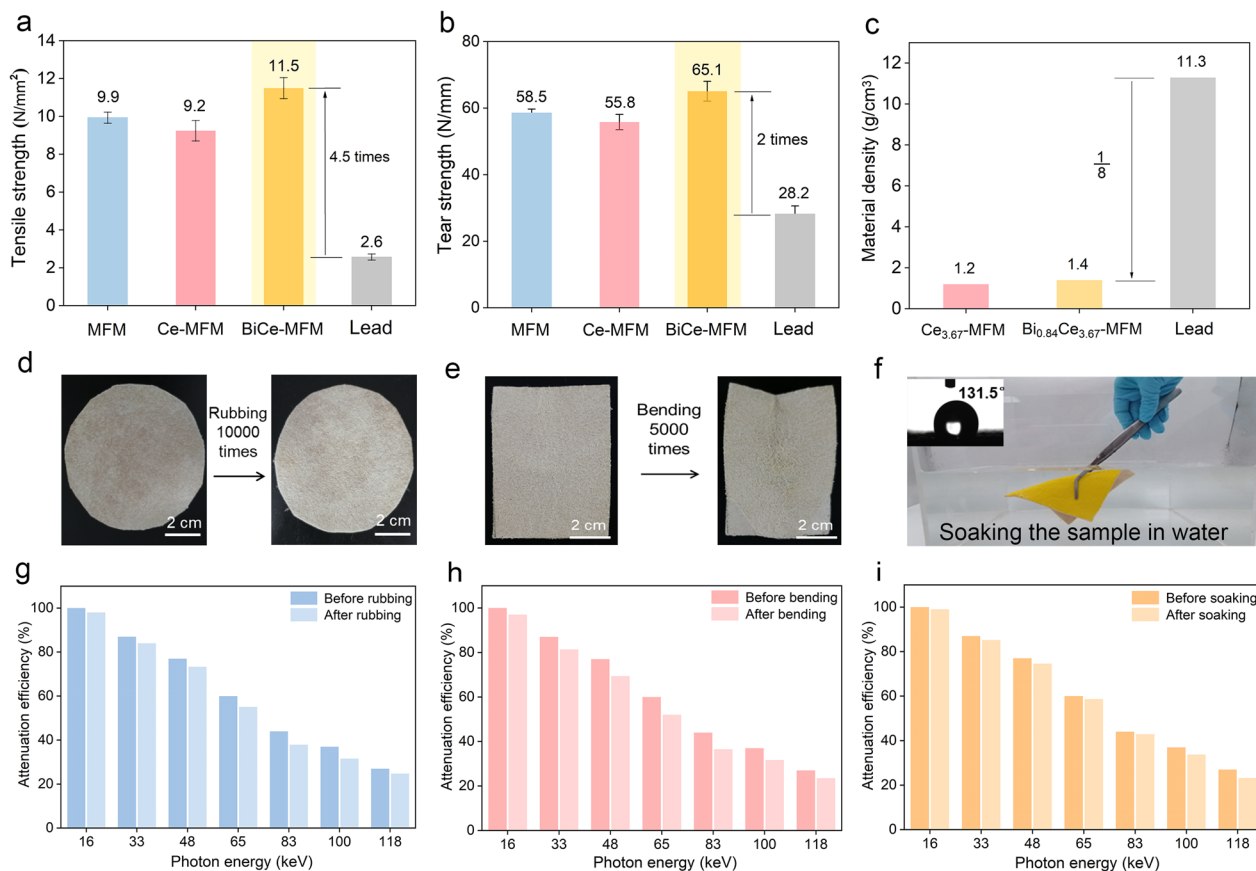 a
Tensile strength (N/mm²)
14
12
10
8
6
4
2
0
9.9
9.2
11.5
4.5 times
2.6
MFM
Ce-MFM
BiCe-MFM
Lead
b
Tear strength (N/mm)
80
60
40
20
0
58.5
55.8
65.1
2 times
28.2
MFM
Ce-MFM
BiCe-MFM
Lead
c
Material density (g/cm³)
14
12
10
8
6
4
2
0
1.2
1.4
1/8
11.3
Ce₃.₆₇-MFM
Bi₀.₈₄Ce₃.₆₇-MFM
Lead
d
Rubbing
10000
times
2 cm
2 cm
e
Bending
5000
times
2 cm
2 cm
f
131.5°
Soaking the sample in water
g
Attenuation efficiency (%)
100
80
60
40
20
0
Before rubbing
After rubbing
16
33
48
65
83
100
118
Photon energy (keV)
h
Attenuation efficiency (%)
100
80
60
40
20
0
Before bending
After bending
16
33
48
65
83
100
118
Photon energy (keV)
i
Attenuation efficiency (%)
100
80
60
40
20
0
Before soaking
After soaking
16
33
48
65
83
100
118
Photon energy (keV)